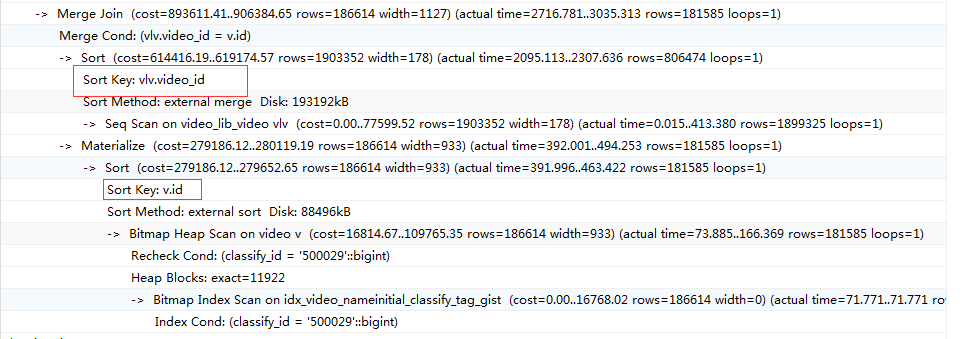 -> Merge Join (cost=893611.41..906384.65 rows=186614 width=1127) (actual time=2716.781..3035.313 rows=181585 loops=1)
Merge Cond: (vlv.video_id = v.id)
-> Sort (cost=614416.19..619174.57 rows=1903352 width=178) (actual time=2095.113..2307.636 rows=806474 loops=1)
Sort Key: vlv.video_id
Sort Method: external merge Disk: 193192kB
-> Seq Scan on video_lib_video vlv (cost=0.00..77599.52 rows=1903352 width=178) (actual time=0.015..413.380 rows=1899325 loops=1)
-> Materialize (cost=279186.12..280119.19 rows=186614 width=933) (actual time=392.001..494.253 rows=181585 loops=1)
-> Sort (cost=279186.12..279652.65 rows=186614 width=933) (actual time=391.996..463.422 rows=181585 loops=1)
Sort Key: v.id
Sort Method: external sort Disk: 88496kB
-> Bitmap Heap Scan on video v (cost=16814.67..109765.35 rows=186614 width=933) (actual time=73.885..166.369 rows=181585 loops=1)
Recheck Cond: (classify_id = '500029'::bigint)
Heap Blocks: exact=11922
-> Bitmap Index Scan on idx_video_nameinitial_classify_tag_gist (cost=0.00..16768.02 rows=186614 width=0) (actual time=71.771..71.771 ro
Index Cond: (classify_id = '500029'::bigint)